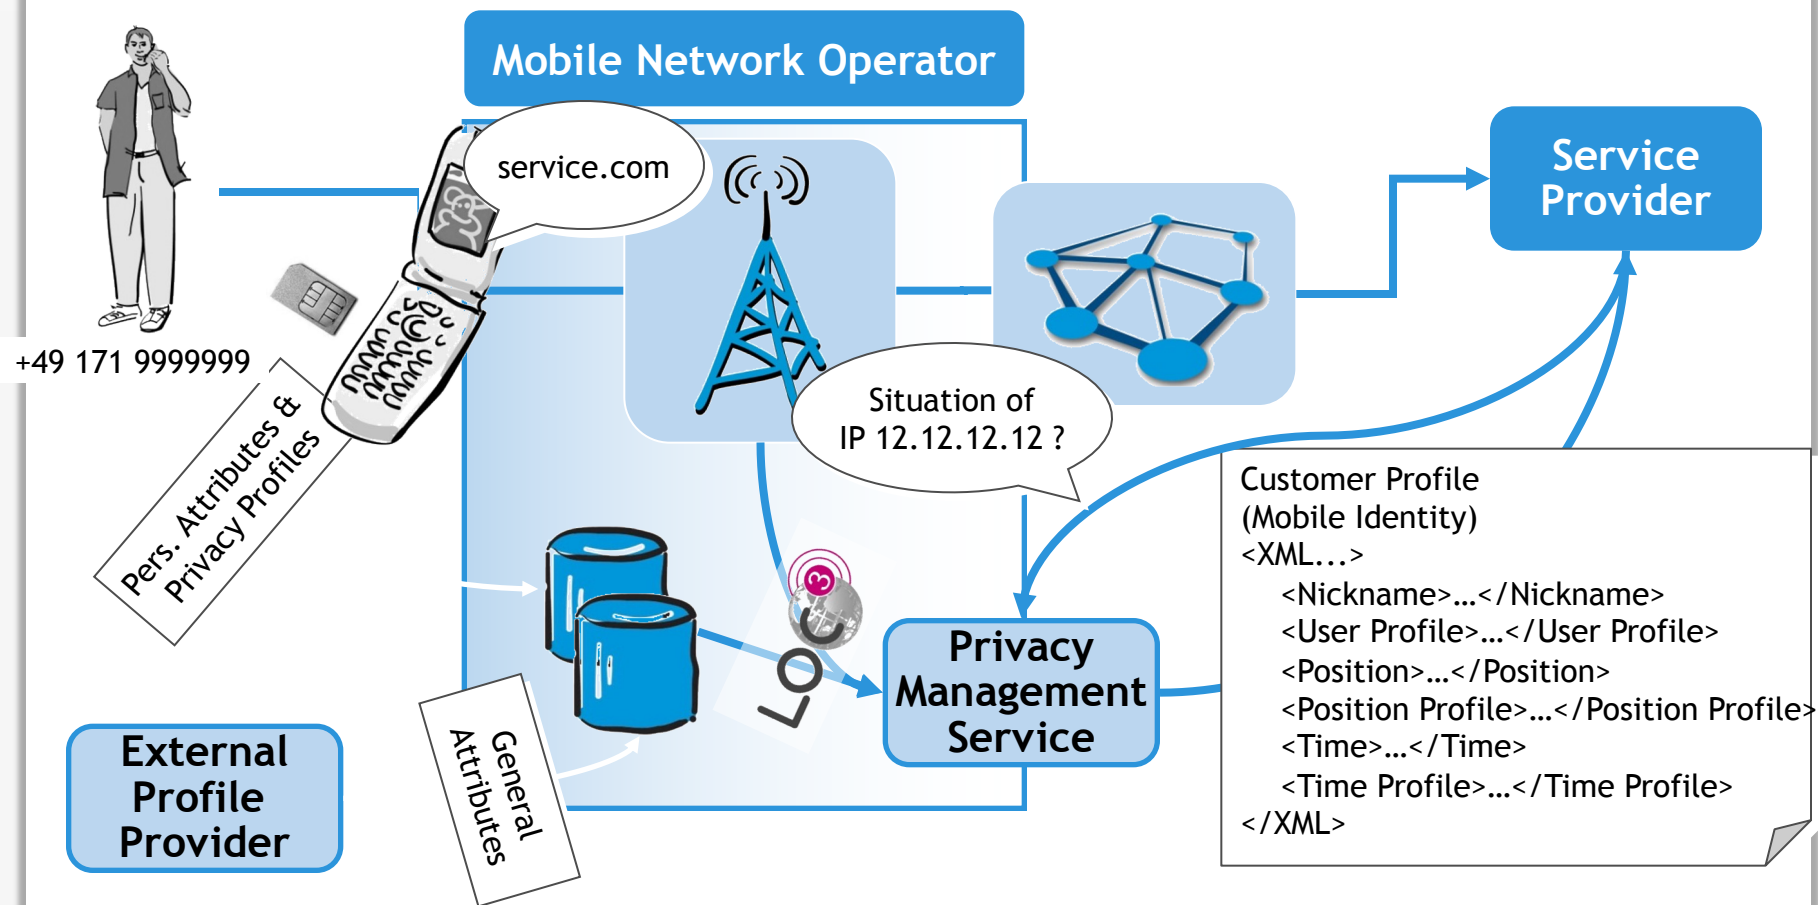 Mobile Network Operator
service.com
Service
Provider
+49 171 9999999
Pers. Attributes &
Privacy Profiles
Situation of
IP 12.12.12.12 ?
LOC
3
Privacy
Management
Service
General
Attributes
External
Profile
Provider
Customer Profile
(Mobile Identity)
<XML...>
<Nickname>…</Nickname>
<User Profile>…</User Profile>
<Position>…</Position>
<Position Profile>…</Position Profile>
<Time>…</Time>
<Time Profile>…</Time Profile>
</XML>